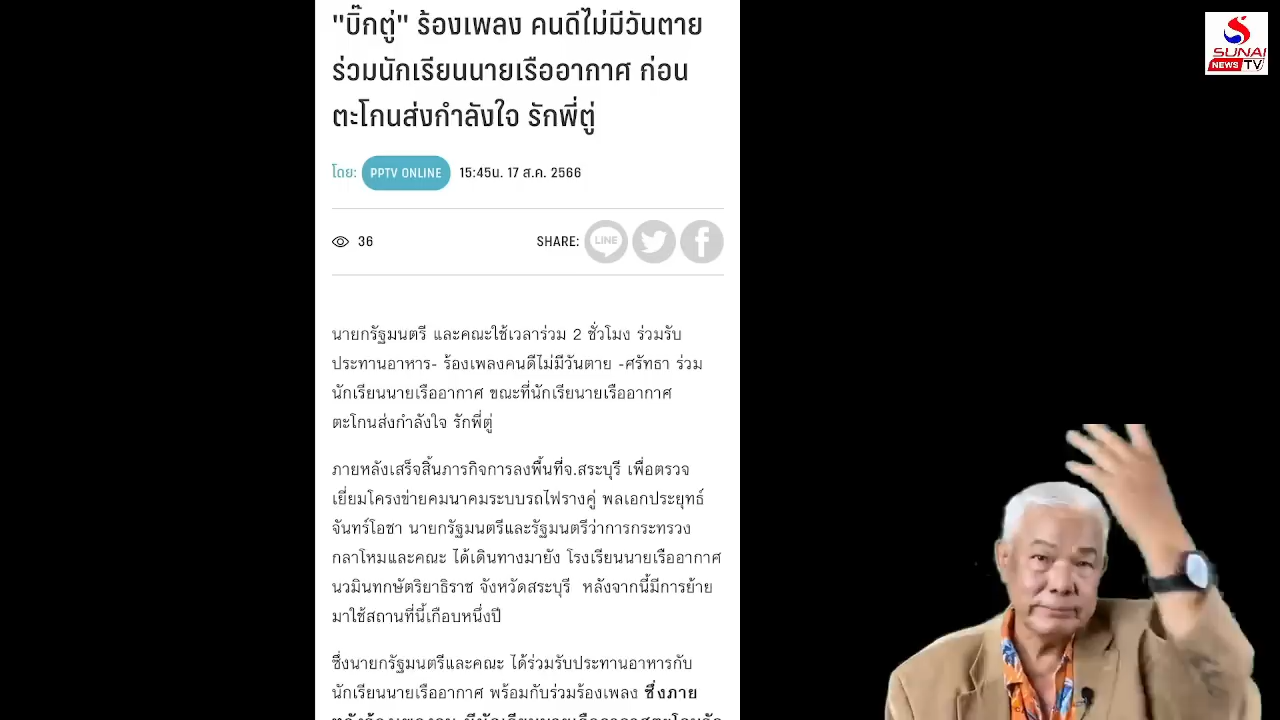 "บิ๊กตู่" ร้องเพลง คนดีไม่มีวันตาย
ร่วมนักเรียนนายเรืออากาศ ก่อน
ตะโกนส่งกำลังใจ รักพี่ตู่
โดย: PPTV ONLINE 15:45น. 17 ส.ค. 2566
36 SHARE: LINE
นายกรัฐมนตรี และคณะใช้เวลาร่วม 2 ชั่วโมง ร่วมรับ
ประทานอาหาร- ร้องเพลงคนดีไม่มีวันตาย -ศรัทธา ร่วม
นักเรียนนายเรืออากาศ ขณะที่นักเรียนายเรืออากาศ
ตะโกนส่งกำลังใจ รักพี่ตู่
ภายหลังเสร็จสิ้นภารกิจการลงพื้นที่จ.สระบุรี เพื่อตรวจ
เยี่ยมโครงข่ายคมนาคมระบบรถไฟรางคู่ พลเอกประยุทธ์
จันทร์โอชา นายกรัฐมนตรีและรัฐมนตรีว่าการกระทรวง
กลาโหมและคณะ ได้เดินทางมายัง โรงเรียนนายเรืออากาศ
นวมินทกษัตริยาธิราช จังหวัดสระบุรี หลังจากนี้มีการย้าย
มาใช้สถานที่นี้เกือบหนึ่งปี
ซึ่งนายกรัฐมนตรีและคณะ ได้ร่วมรับประทานอาหารกับ
นักเรียนนายเรืออากาศ พร้อมกับร่วมร้องเพลง ซึ่งภาย
SUNAI
NEWS TV